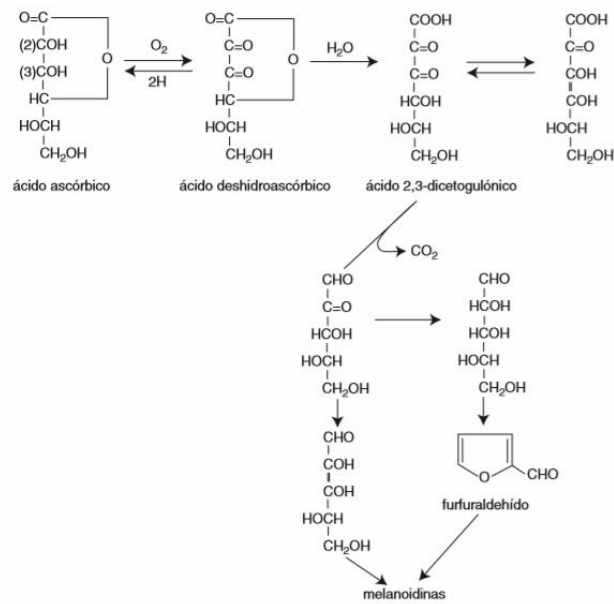 O=C
(2)COH
(3)COH
HC
HOCH
CH₂OH
O
ácido ascórbico
O₂
2H
O=C
C=O
C=O
HC
HOCH
CH₂OH
O
ácido deshidroascórbico
H₂O
COOH
C=O
C=O
HCOH
HOCH
CH₂OH
ácido 2,3-dicetogulónico
COOH
C=O
COH
COH
HOCH
CH₂OH
CO₂
CHO
C=O
HCOH
HOCH
CH₂OH
CHO
HCOH
HCOH
HOCH
CH₂OH
CHO
COH
COH
HOCH
CH₂OH
O
CHO
furfuraldehído
melanoidinas